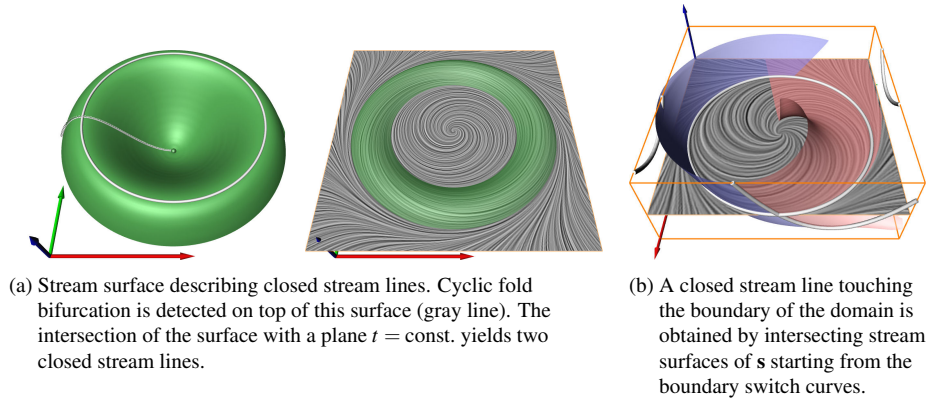 (a) Stream surface describing closed stream lines. Cyclic fold
bifurcation is detected on top of this surface (gray line). The
intersection of the surface with a plane t = const. yields two
closed stream lines.
(b) A closed stream line touching
the boundary of the domain is
obtained by intersecting stream
surfaces of s starting from the
boundary switch curves.